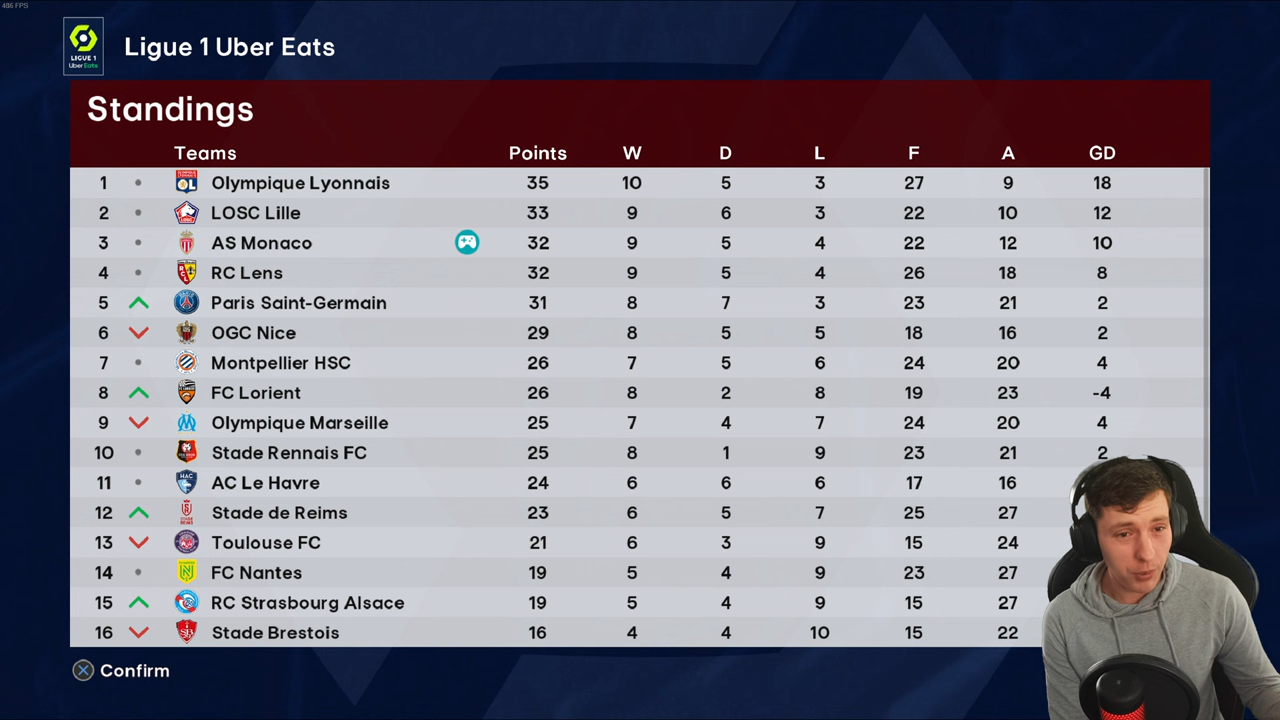 486 FPS
LIGUE 1
Uber Eats
Ligue 1 Uber Eats
Standings
Teams Points W D L F A GD
1 Olympique Lyonnais 35 10 5 3 27 9 18
2 LOSC Lille 33 9 6 3 22 10 12
3 AS Monaco 32 9 5 4 22 12 10
4 RC Lens 32 9 5 4 26 18 8
5 Paris Saint-Germain 31 8 7 3 23 21 2
6 OGC Nice 29 8 5 5 18 16 2
7 Montpellier HSC 26 7 5 6 24 20 4
8 FC Lorient 26 8 2 8 19 23 -4
9 Olympique Marseille 25 7 4 7 24 20 4
10 Stade Rennais FC 25 8 1 9 23 21 2
11 AC Le Havre 24 6 6 6 17 16
12 Stade de Reims 23 6 5 7 25 27
13 Toulouse FC 21 6 3 9 15 24
14 FC Nantes 19 5 4 9 23 27
15 RC Strasbourg Alsace 19 5 4 9 15 27
16 Stade Brestois 16 4 4 10 15 22
Confirm